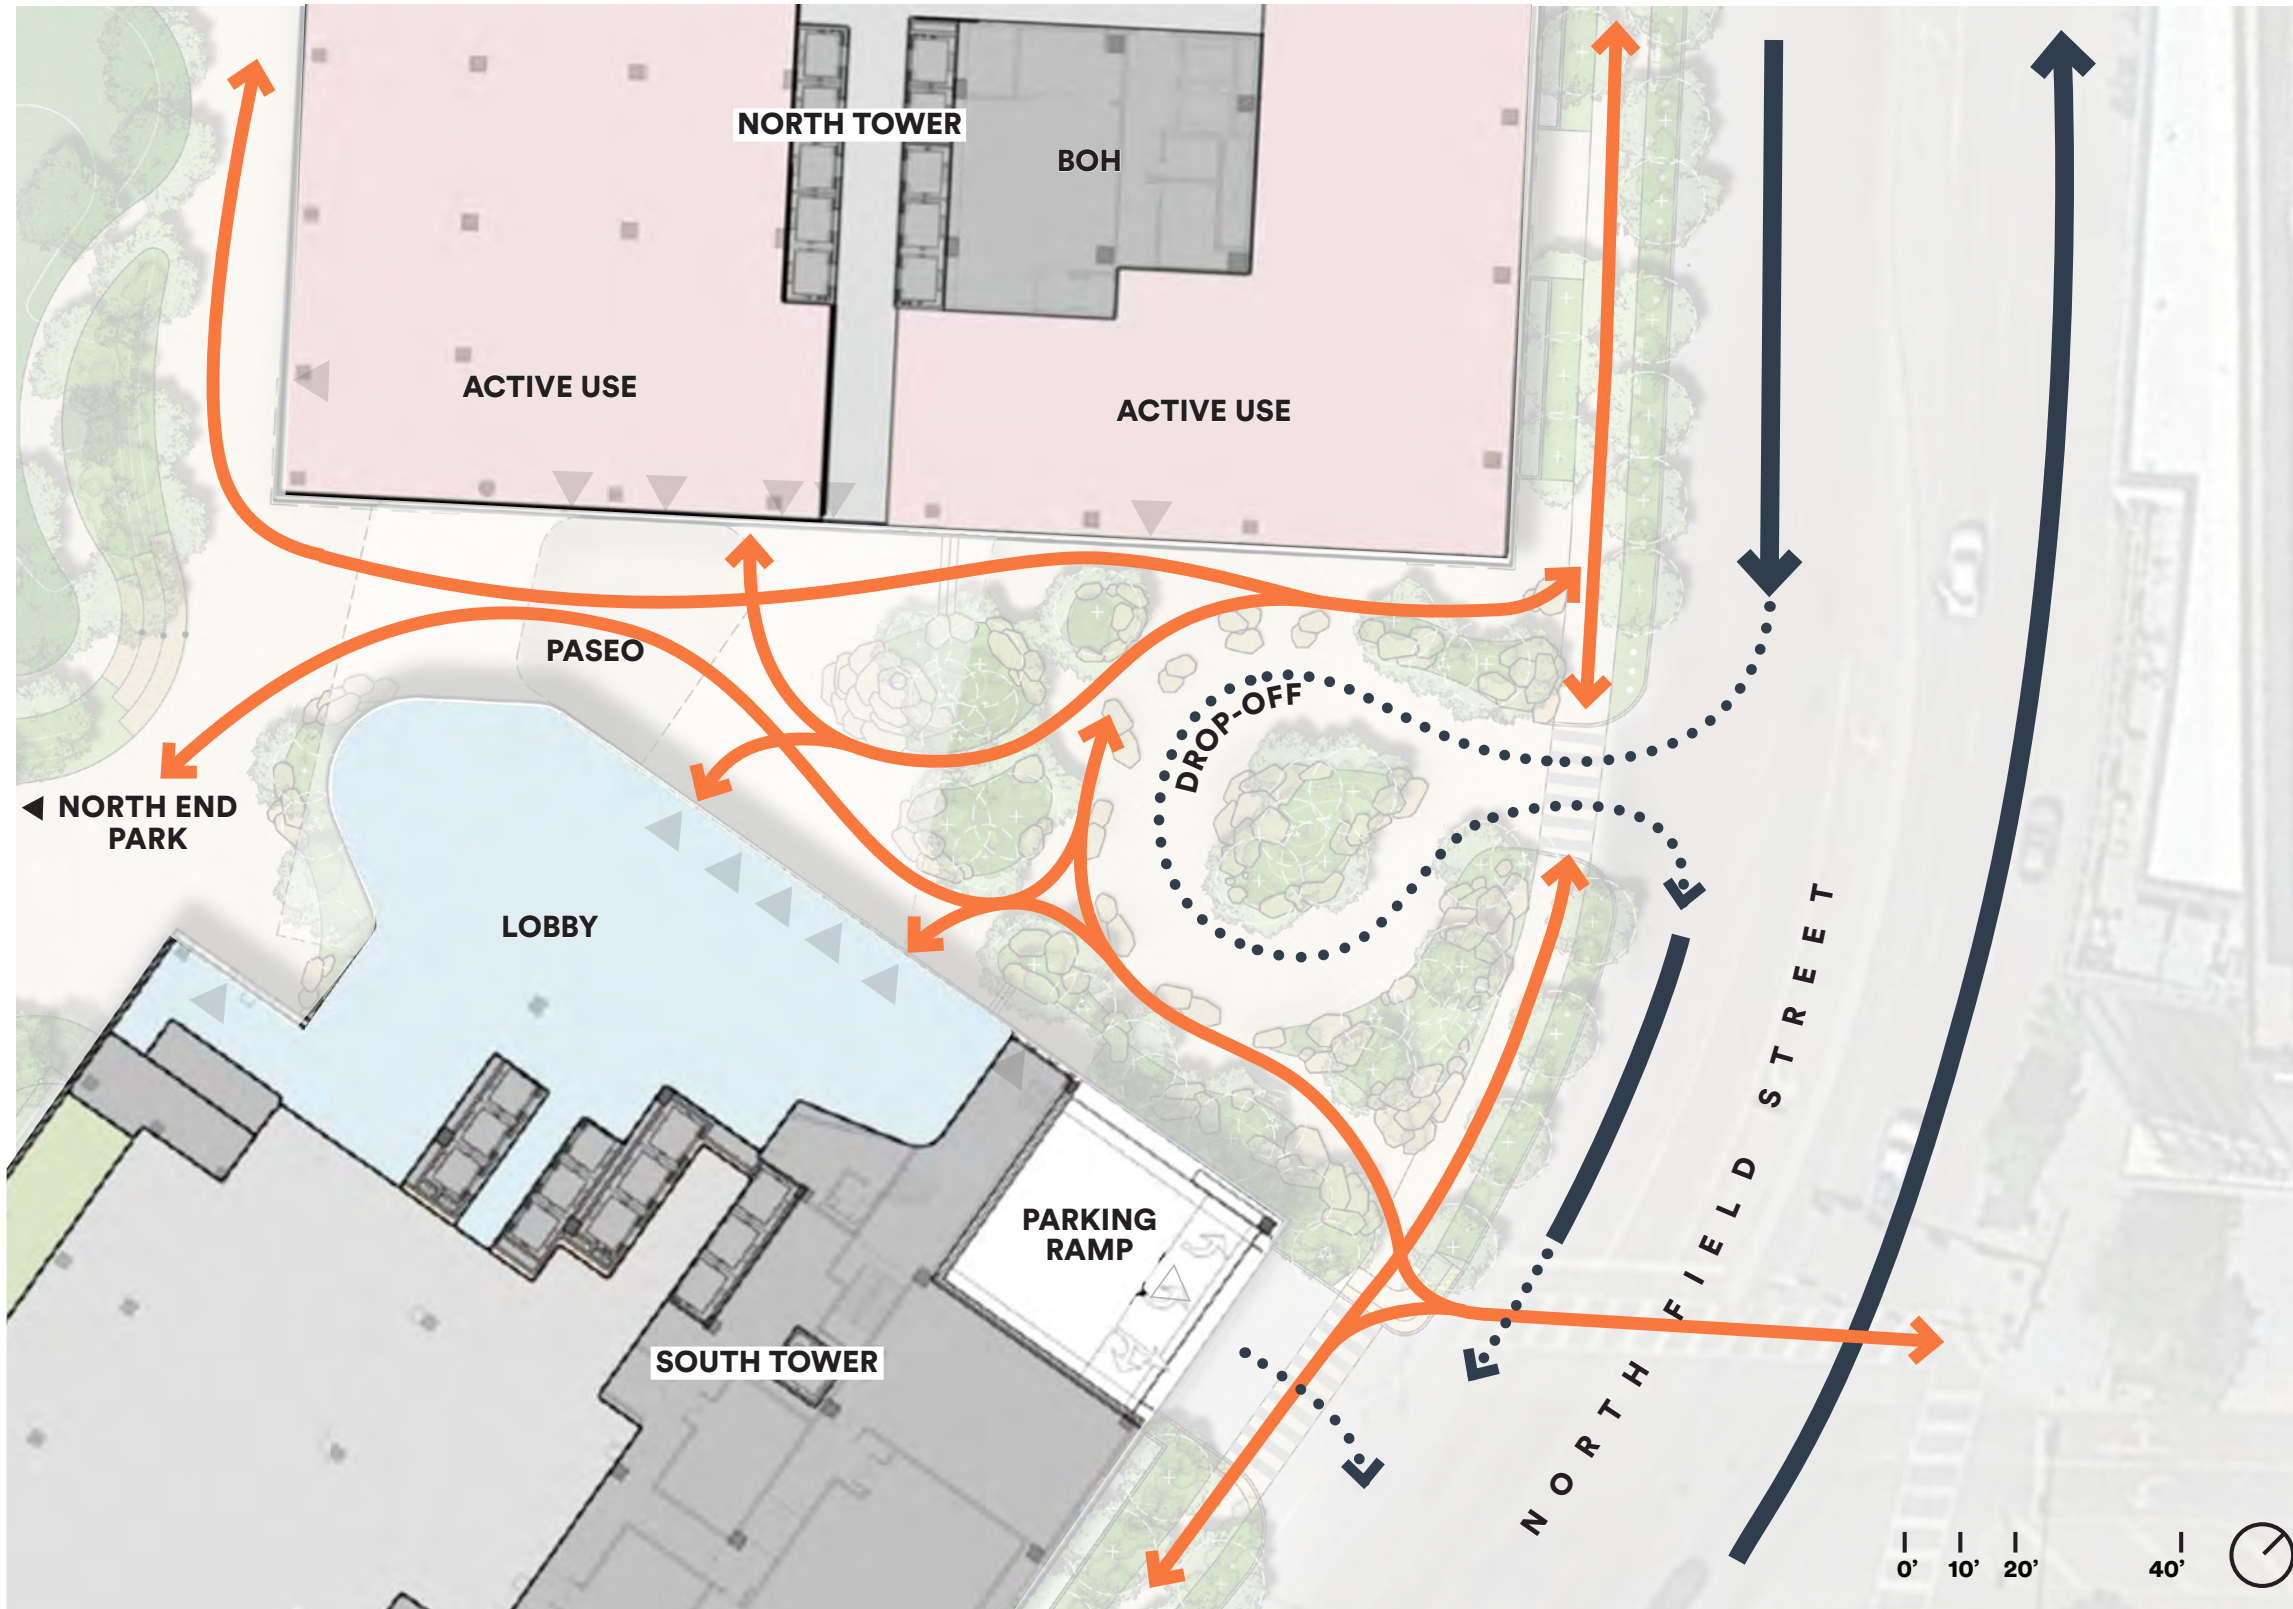 NORTH TOWER
BOH
ACTIVE USE
ACTIVE USE
PASEO
DROP-OFF
◀ NORTH END
PARK
LOBBY
NORTH FIELD STREET
PARKING
RAMP
SOUTH TOWER
0' 10' 20' 40'